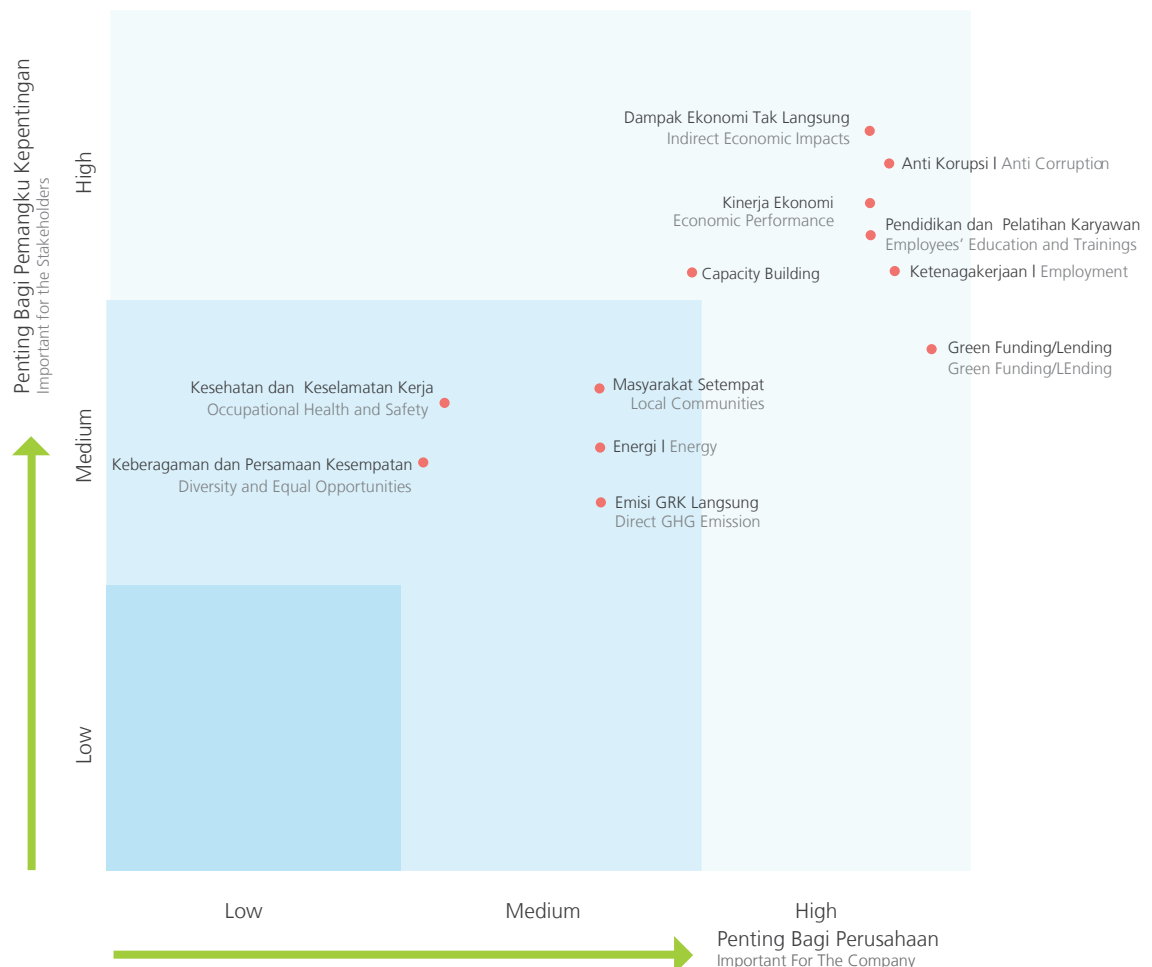 Penting Bagi Pemangku Kepentingan
Important for the Stakeholders
High
Medium
Low
Dampak Ekonomi Tak Langsung
Indirect Economic Impacts
Anti Korupsi l Anti Corruption
Kinerja Ekonomi
Economic Performance
Pendidikan dan Pelatihan Karyawan
Employees' Education and Trainings
Capacity Building
Ketenagakerjaan l Employment
Green Funding/Lending
Green Funding/LEnding
Kesehatan dan Keselamatan Kerja
Occupational Health and Safety
Masyarakat Setempat
Local Communities
Energi l Energy
Keberagaman dan Persamaan Kesempatan
Diversity and Equal Opportunities
Emisi GRK Langsung
Direct GHG Emission
Low
Medium
High
Penting Bagi Perusahaan
Important For The Company